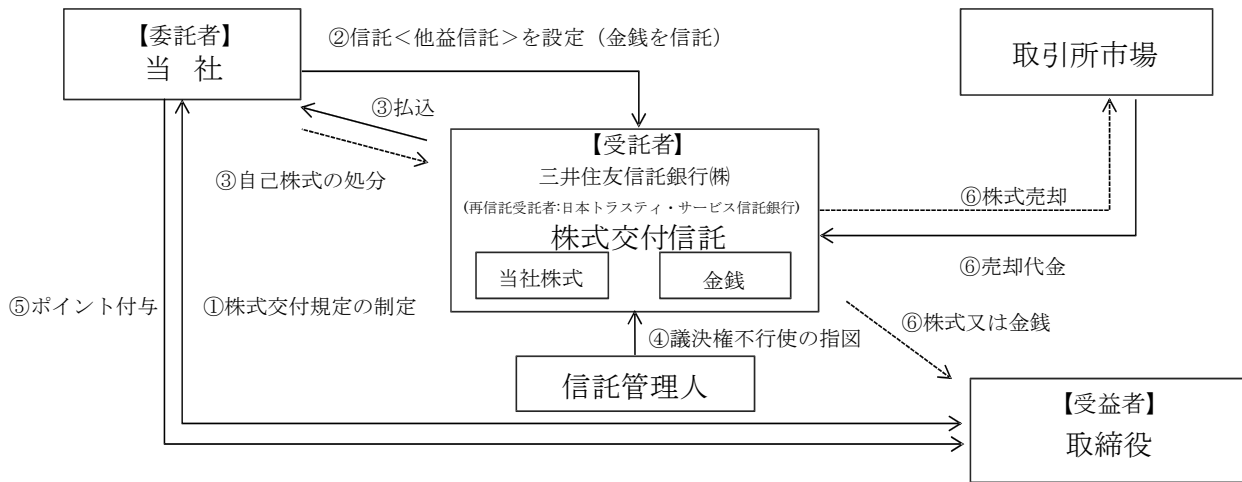 【委託者】
当 社
②信託＜他益信託＞を設定（金銭を信託）
取引所市場
③払込
③自己株式の処分
【受託者】
三井住友信託銀行㈱
(再信託受託者:日本トラスティ・サービス信託銀行)
株式交付信託
当社株式
金銭
⑥株式売却
⑥売却代金
⑤ポイント付与
①株式交付規定の制定
④議決権不行使の指図
⑥株式又は金銭
信託管理人
【受益者】
取締役